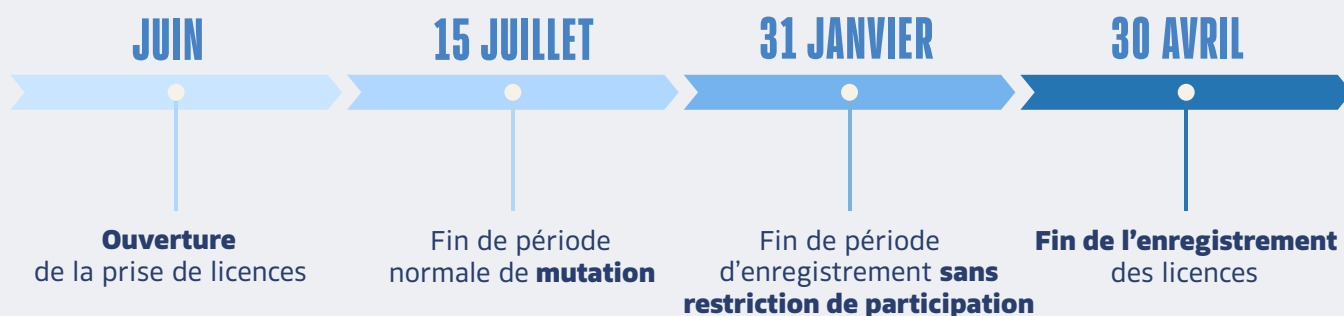 JUIN
15 JUILLET
31 JANVIER
30 AVRIL
Ouverture
de la prise de licences
Fin de période
normale de mutation
Fin de période
d'enregistrement sans
restriction de participation
Fin de l'enregistrement
des licences